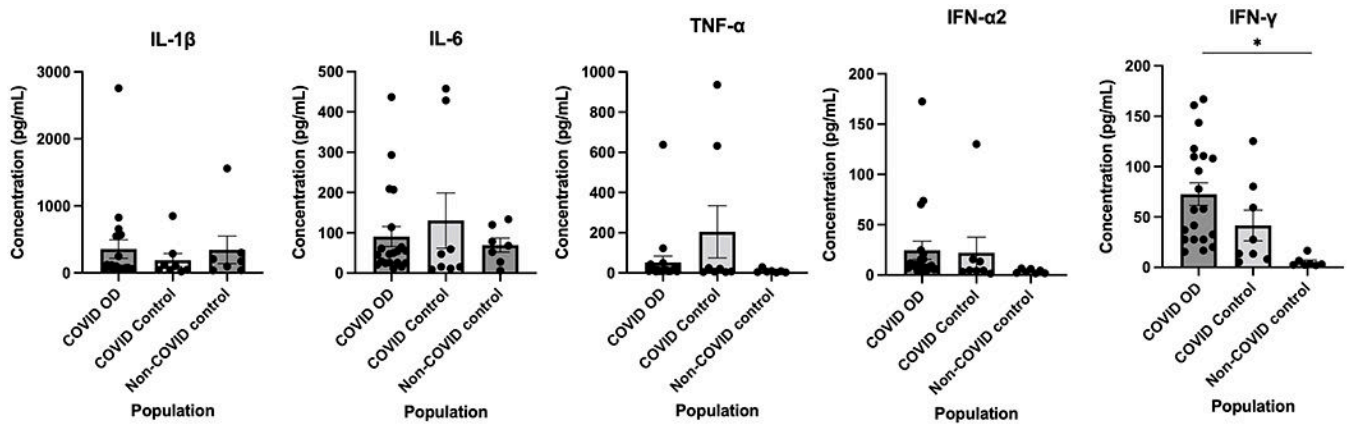 IL-1β
Concentration (pg/mL)
3000
2000
1000
0
COVID OD
COVID Control
Non-COVID control
Population
IL-6
Concentration (pg/mL)
500
400
300
200
100
0
COVID OD
COVID Control
Non-COVID control
Population
TNF-α
Concentration (pg/mL)
1000
800
600
400
200
0
COVID OD
COVID Control
Non-COVID control
Population
IFN-α2
Concentration (pg/mL)
200
150
100
50
0
COVID OD
COVID Control
Non-COVID control
Population
IFN-γ
*
Concentration (pg/mL)
200
150
100
50
0
COVID OD
COVID Control
Non-COVID control
Population